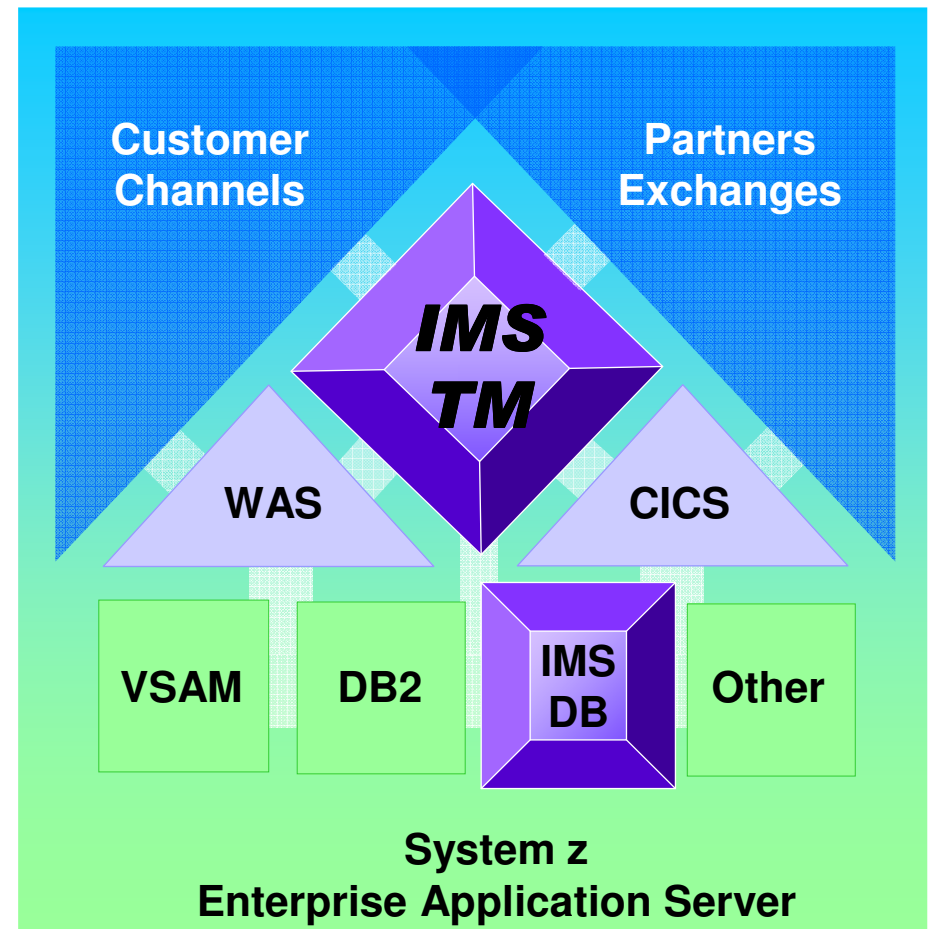 Customer
Channels
Partners
Exchanges
IMS
TM
WAS
CICS
VSAM
DB2
IMS
DB
Other
System z
Enterprise Application Server